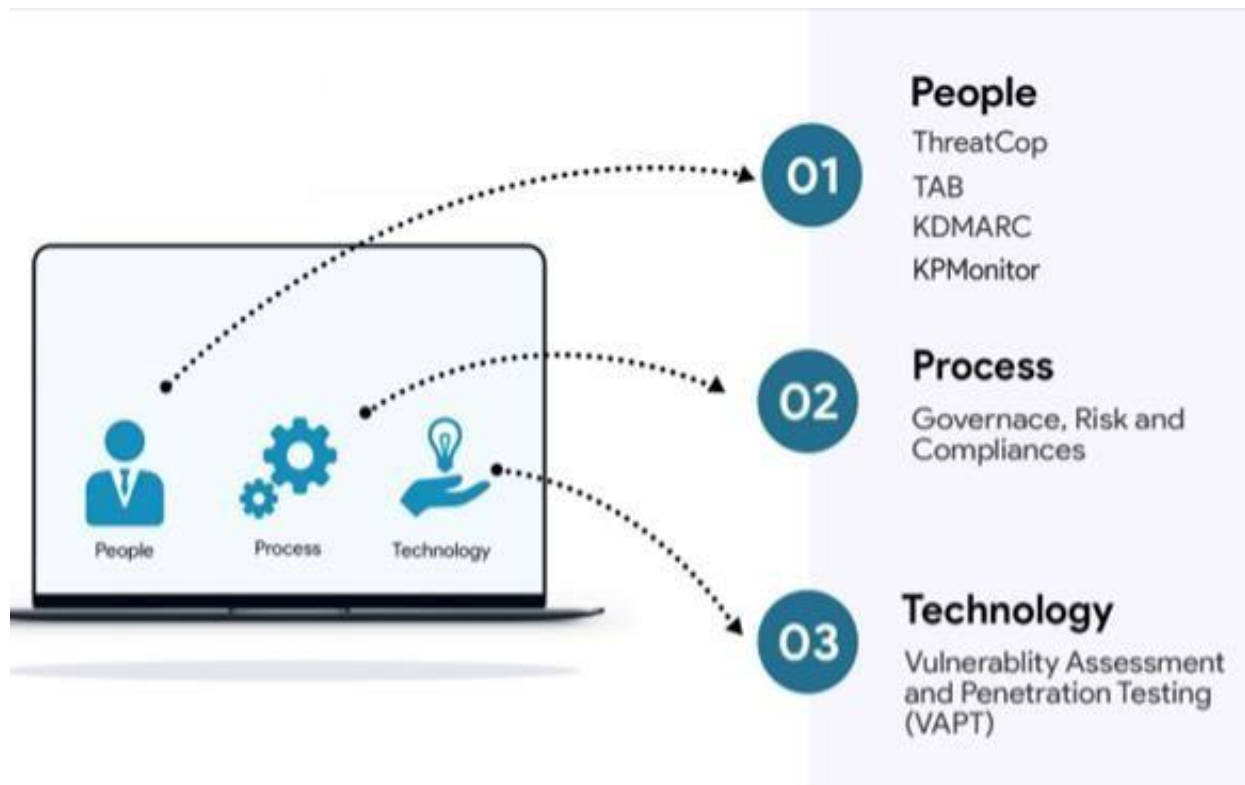 People
Process
Technology
01
People
ThreatCop
TAB
KDMARC
KPMonitor
02
Process
Governace, Risk and
Compliances
03
Technology
Vulnerablity Assessment
and Penetration Testing
(VAPT)